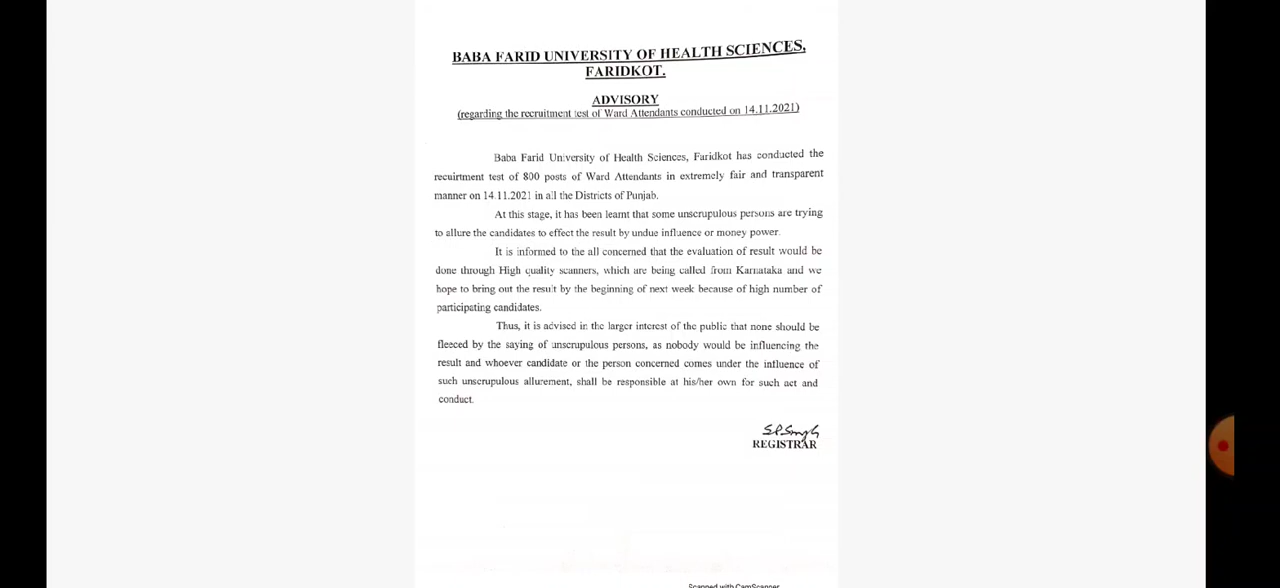 BABA FARID UNIVERSITY OF HEALTH SCIENCES,
FARIDKOT.
ADVISORY
(regarding the recruitment test of Ward Attendants conducted on 14.11.2021)
Baba Farid University of Health Sciences, Faridkot has conducted the
recuirtment test of 800 posts of Ward Attendants in extremely fair and transparent
manner on 14.11.2021 in all the Districts of Punjab.
At this stage, it has been learnt that some unscrupulous persons are trying
to allure the candidates to effect the result by undue influence or money power.
It is informed to the all concerned that the evaluation of result would be
done through High quality scanners, which are being called from Karnataka and we
hope to bring out the result by the beginning of next week because of high number of
participating candidates.
Thus, it is advised in the larger interest of the public that none should be
fleeced by the saying of unscrupulous persons, as nobody would be influencing the
result and whoever candidate or the person concerned comes under the influence of
such unscrupulous allurement, shall be responsible at his/her own for such act and
conduct.
SPSingh
REGISTRAR
Scanned with CamScanner